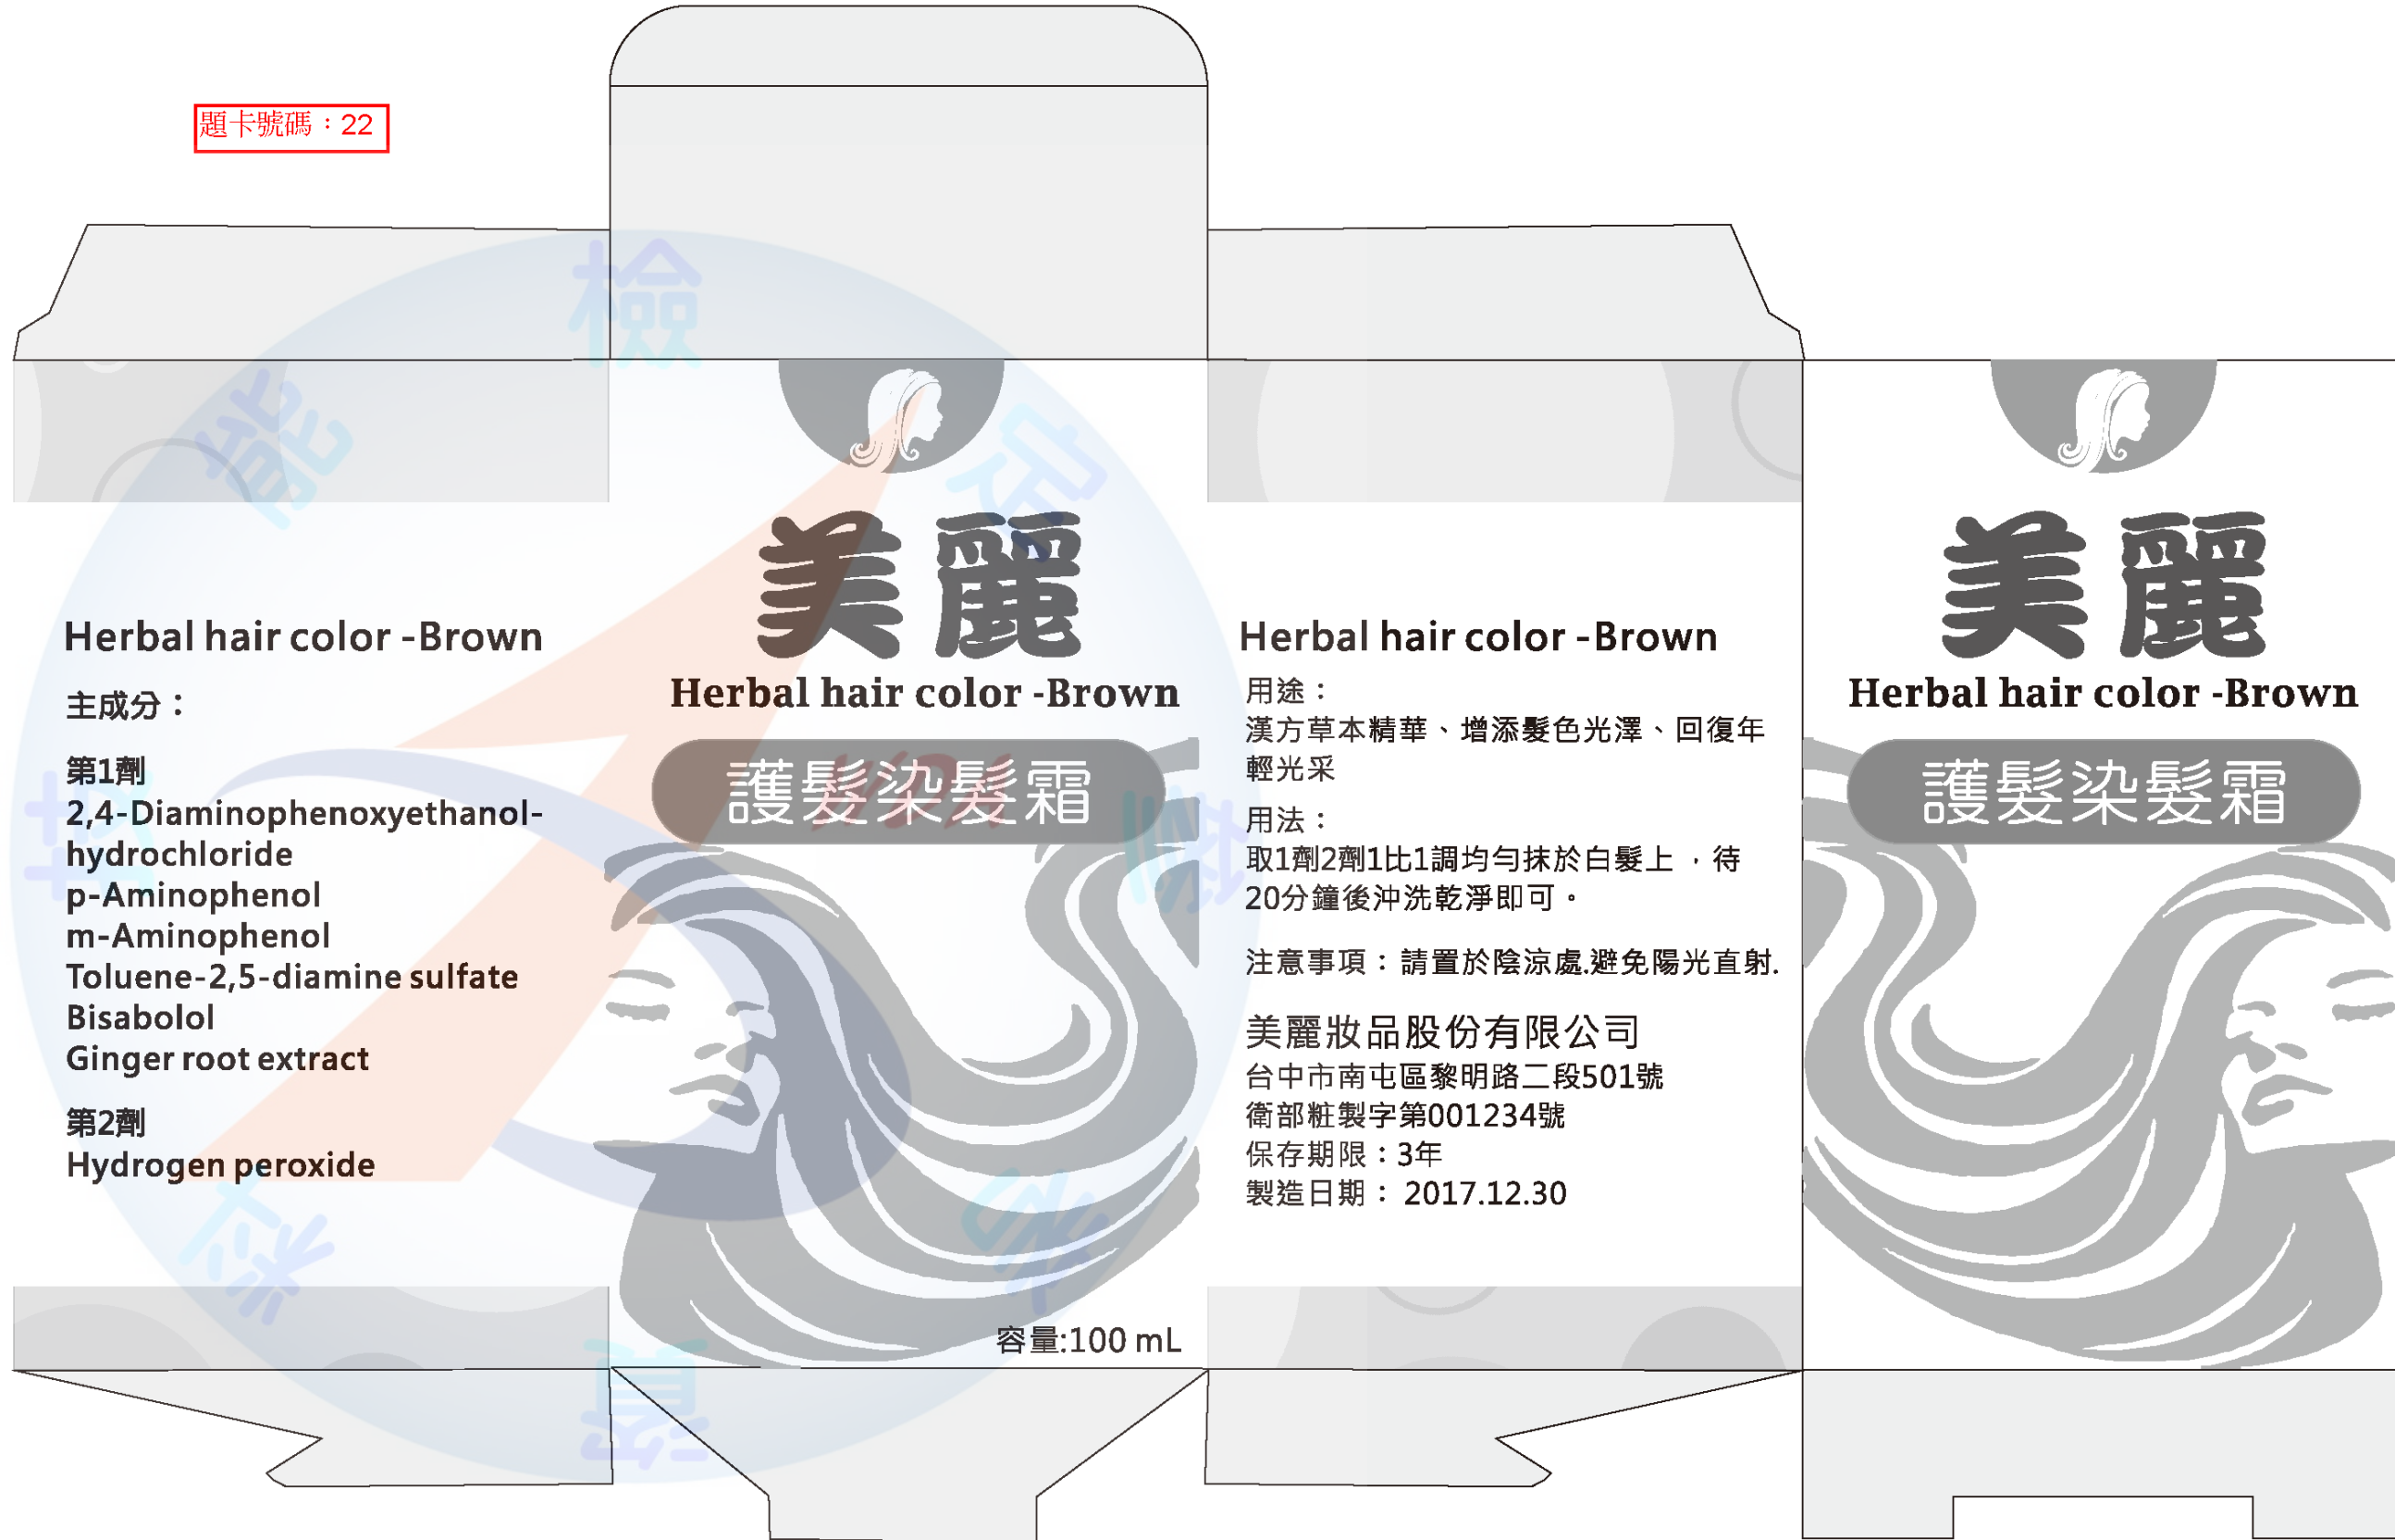 題卡號碼：22
Herbal hair color -Brown
主成分：
第1劑
2,4-Diaminophenoxyethanol-
hydrochloride
p-Aminophenol
m-Aminophenol
Toluene-2,5-diamine sulfate
Bisabolol
Ginger root extract
第2劑
Hydrogen peroxide
美麗
Herbal hair color -Brown
護髮染髮霜
容量:100 mL
Herbal hair color -Brown
用途：
漢方草本精華、增添髮色光澤、回復年
輕光采
用法：
取1劑2劑1比1調均勻抹於白髮上 ，待
20分鐘後沖洗乾淨即可。
注意事項：請置於陰涼處.避免陽光直射.
美麗妝品股份有限公司
台中市南屯區黎明路二段501號
衛部粧製字第001234號
保存期限：3年
製造日期： 2017.12.30
美麗
Herbal hair color -Brown
護髮染髮霜